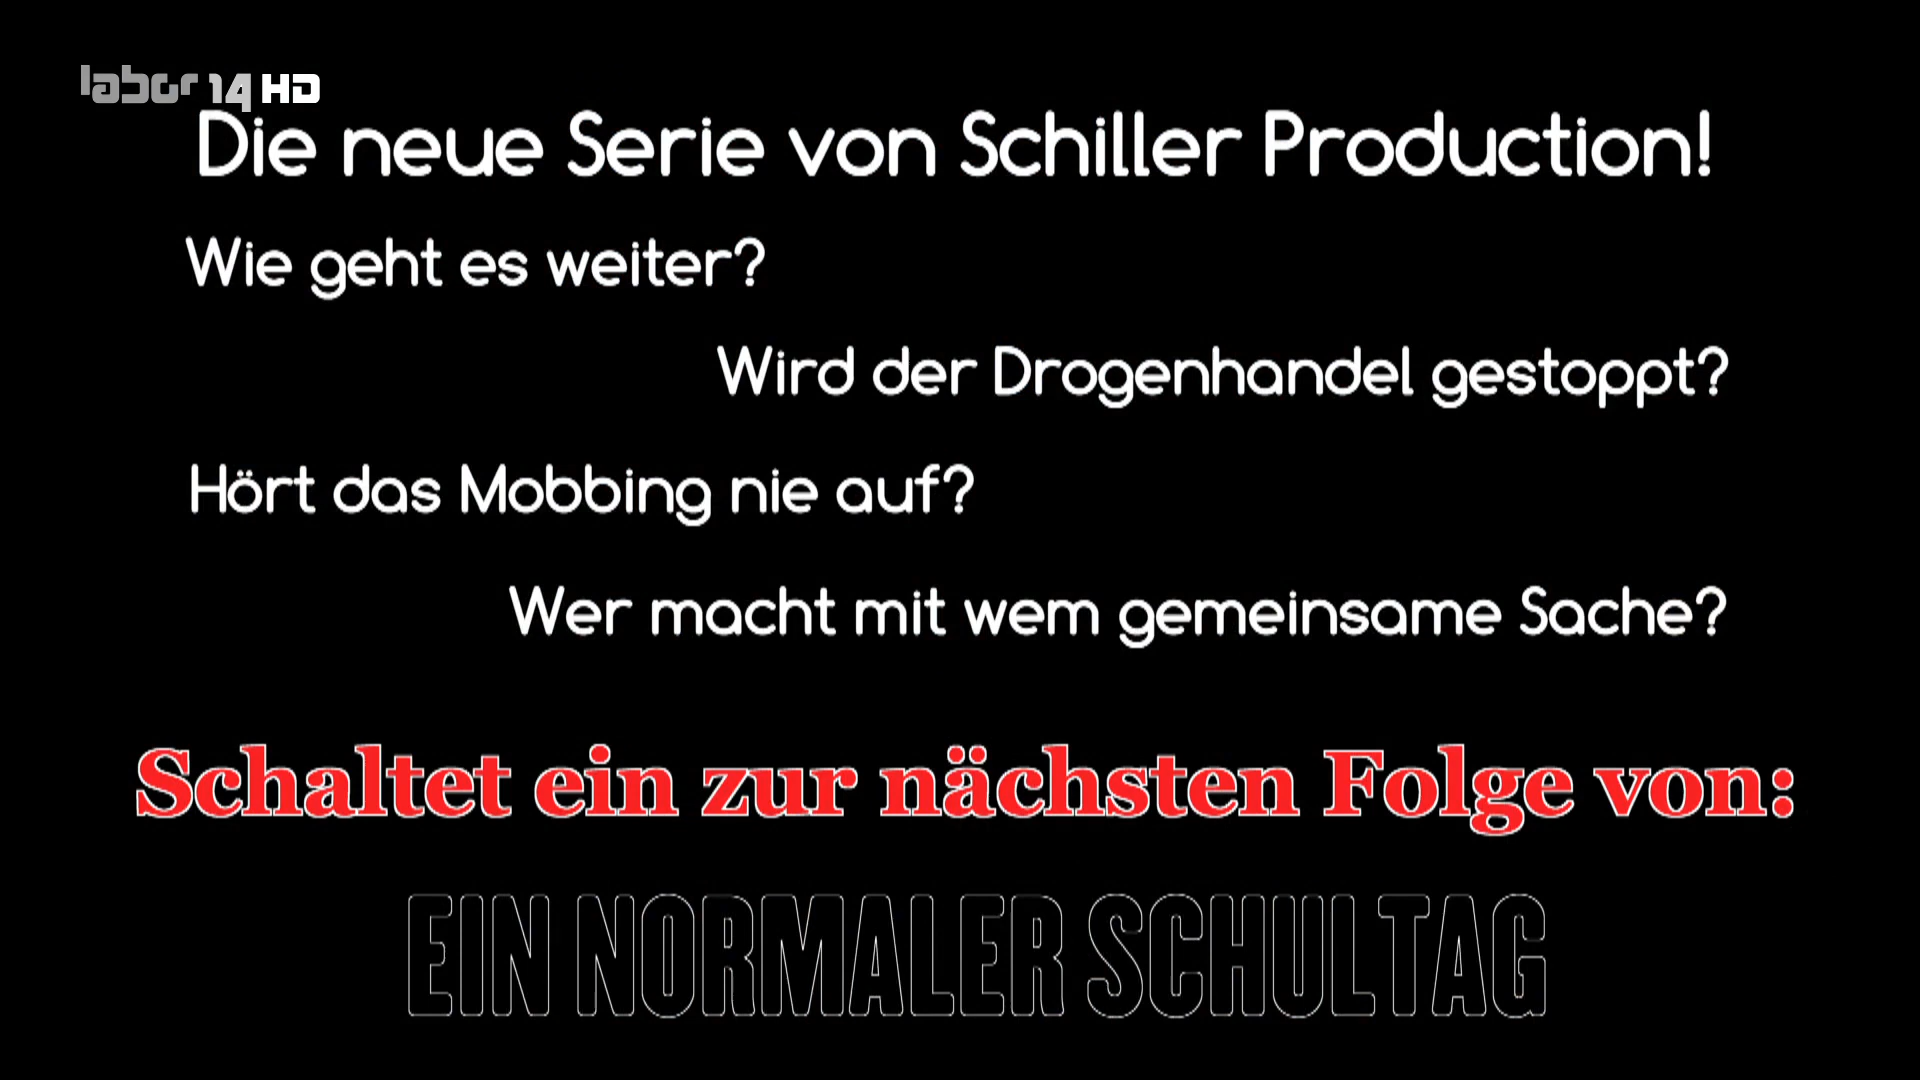 labor 14 HD
Die neue Serie von Schiller Production!
Wie geht es weiter?
Wird der Drogenhandel gestoppt?
Hört das Mobbing nie auf?
Wer macht mit wem gemeinsame Sache?
Schaltet ein zur nächsten Folge von:
EIN NORMALER SCHULTAG